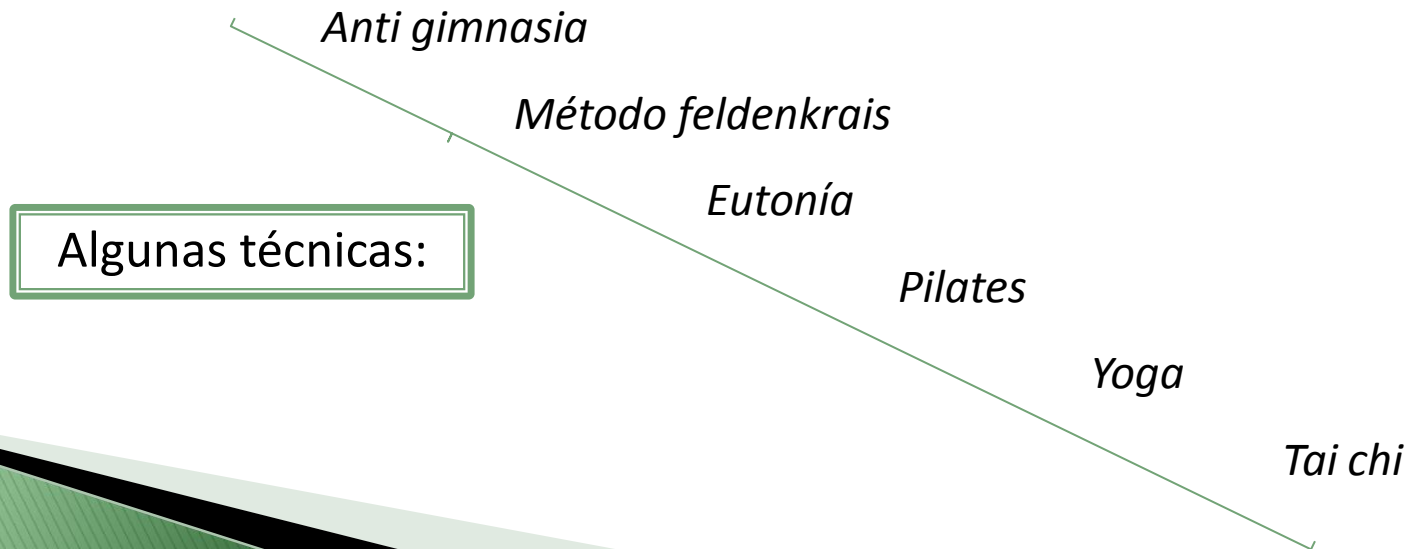 Anti gimnasia
Método feldenkrais
Eutonía
Algunas técnicas:
Pilates
Yoga
Tai chi